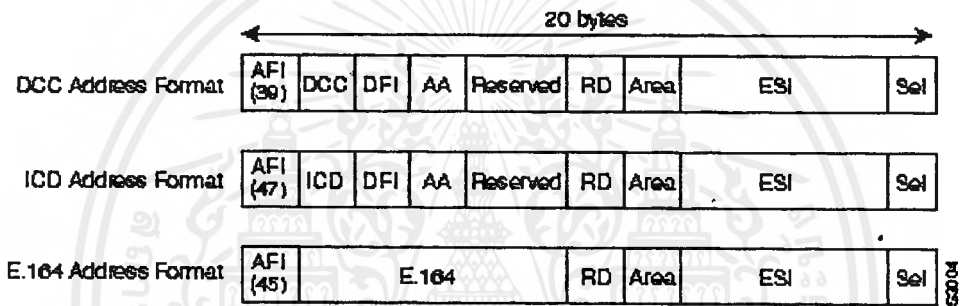 20 bytes
DCC Address Format AFI (39) DCC DFI AA Reserved RD Area ESI Sel
ICD Address Format AFI (47) ICD DFI AA Reserved RD Area ESI Sel
E.164 Address Format AFI (45) E.164 RD Area ESI Sel